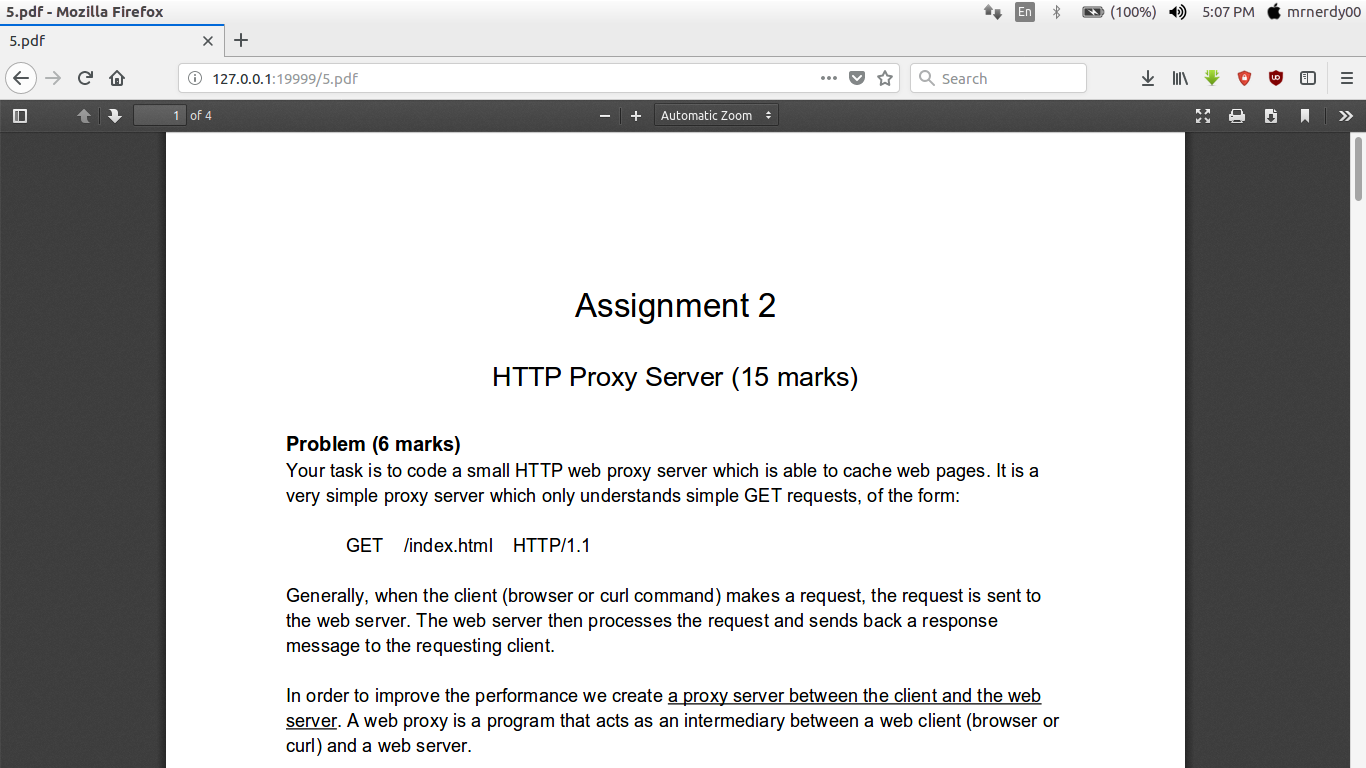 5.pdf - Mozilla Firefox
En
(100%)
5:07 PM
mrnerdy00
5.pdf
127.0.0.1:19999/5.pdf
Search
1 of 4
Automatic Zoom
Assignment 2
HTTP Proxy Server (15 marks)
Problem (6 marks)
Your task is to code a small HTTP web proxy server which is able to cache web pages. It is a
very simple proxy server which only understands simple GET requests, of the form:
GET /index.html HTTP/1.1
Generally, when the client (browser or curl command) makes a request, the request is sent to
the web server. The web server then processes the request and sends back a response
message to the requesting client.
In order to improve the performance we create a proxy server between the client and the web
server. A web proxy is a program that acts as an intermediary between a web client (browser or
curl) and a web server.